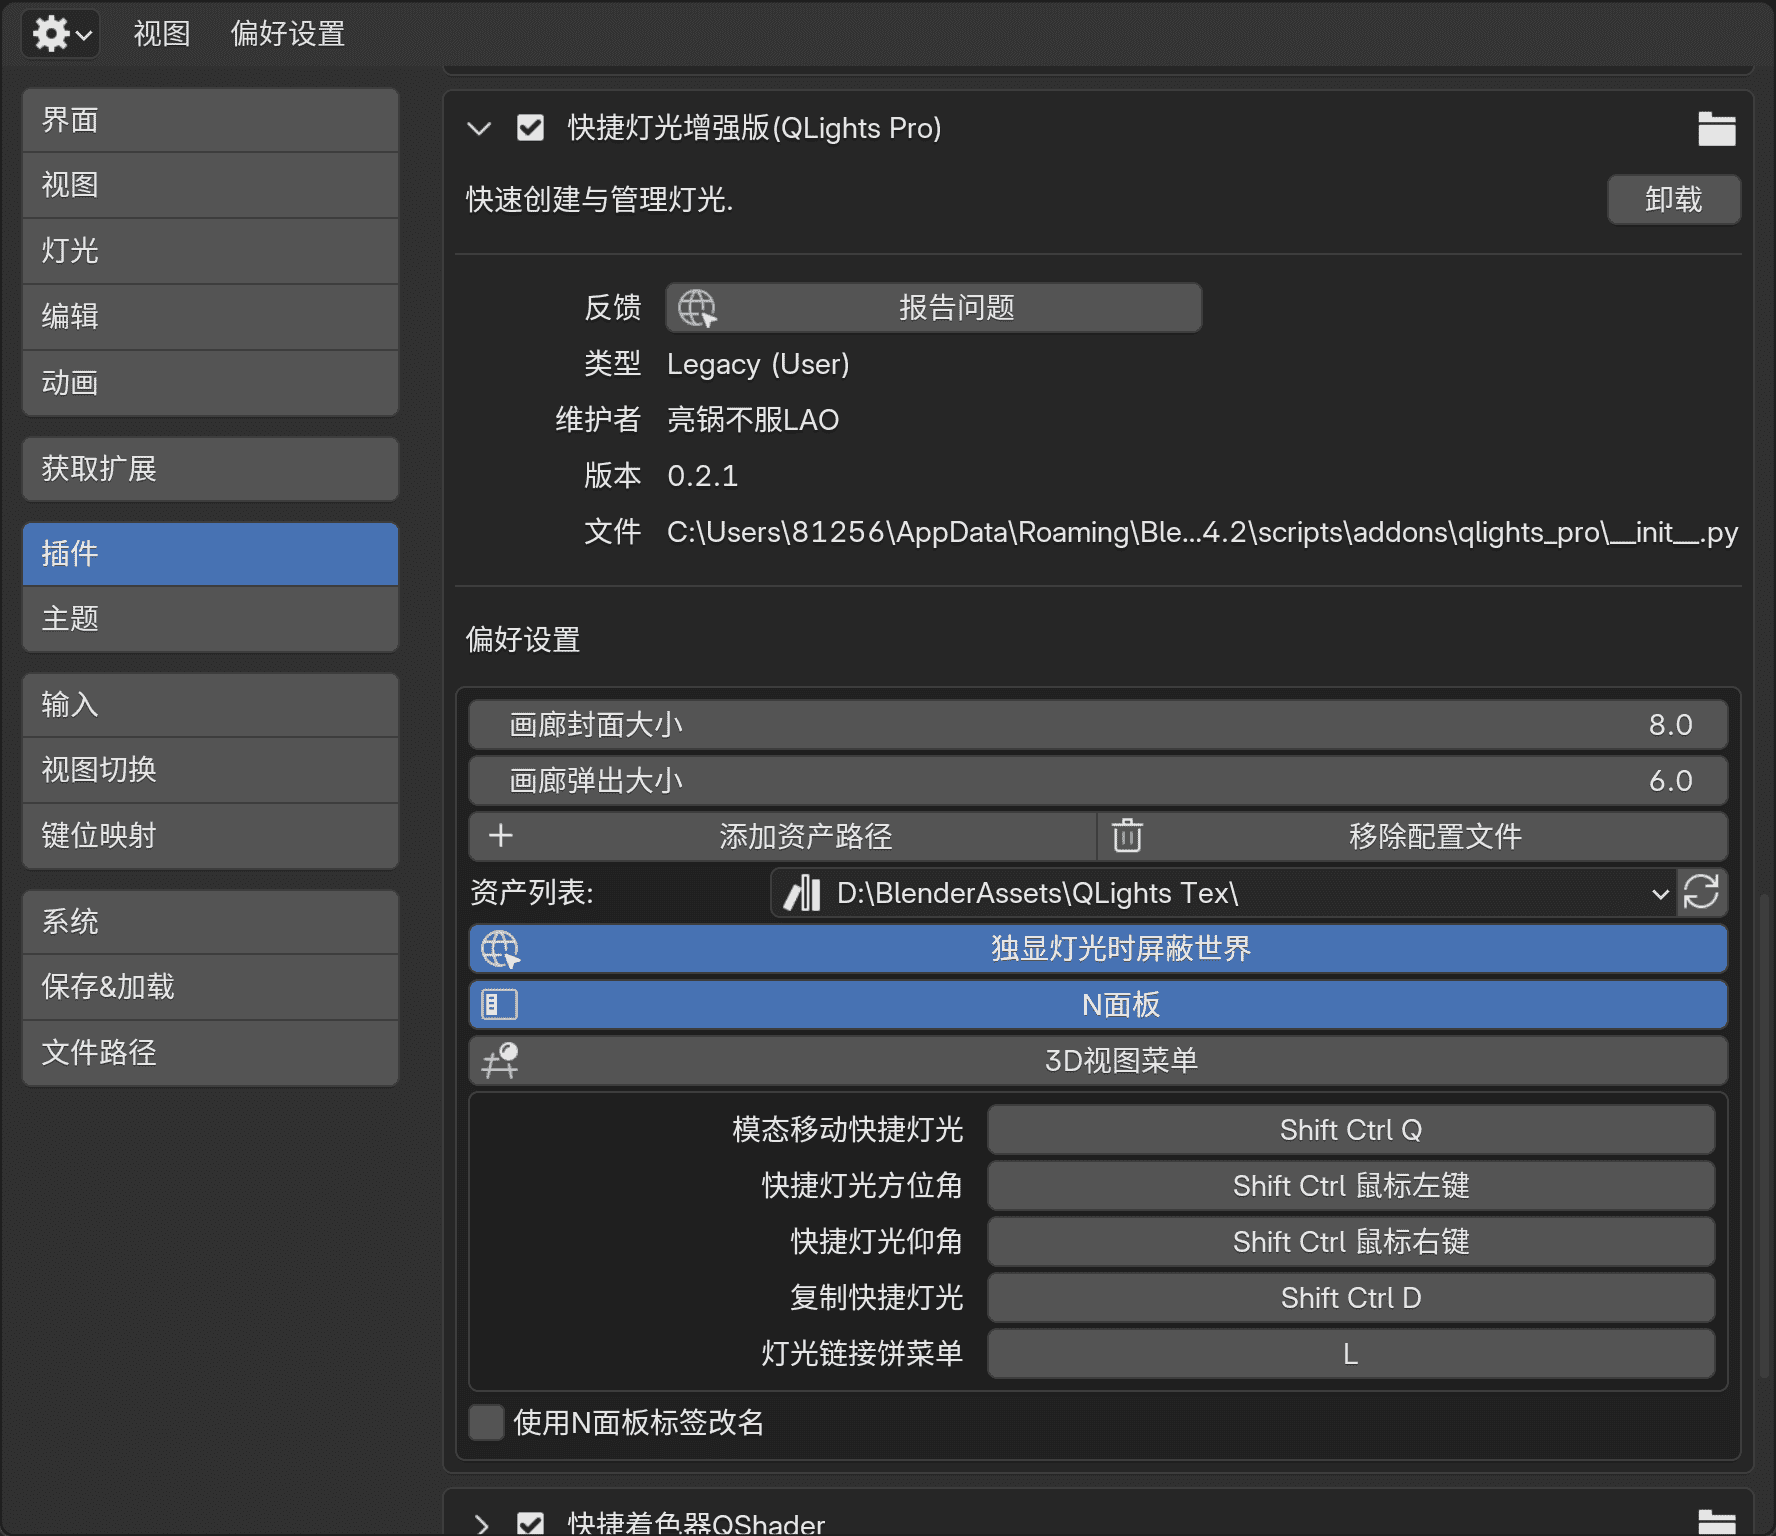 视图 偏好设置
界面
视图
灯光
编辑
动画
获取扩展
插件
主题
输入
视图切换
键位映射
系统
保存&加载
文件路径
快捷灯光增强版(QLights Pro)
快速创建与管理灯光.
卸载
反馈 报告问题
类型 Legacy (User)
维护者 亮锅不服LAO
版本 0.2.1
文件 C:\Users\81256\AppData\Roaming\Ble...4.2\scripts\addons\qlights_pro\__init__.py
偏好设置
画廊封面大小 8.0
画廊弹出大小 6.0
添加资产路径 移除配置文件
资产列表: D:\BlenderAssets\QLights Tex\
独显灯光时屏蔽世界
N面板
3D视图菜单
模态移动快捷灯光 Shift Ctrl Q
快捷灯光方位角 Shift Ctrl 鼠标左键
快捷灯光仰角 Shift Ctrl 鼠标右键
复制快捷灯光 Shift Ctrl D
灯光链接饼菜单 L
使用N面板标签改名
快捷着色器QShader